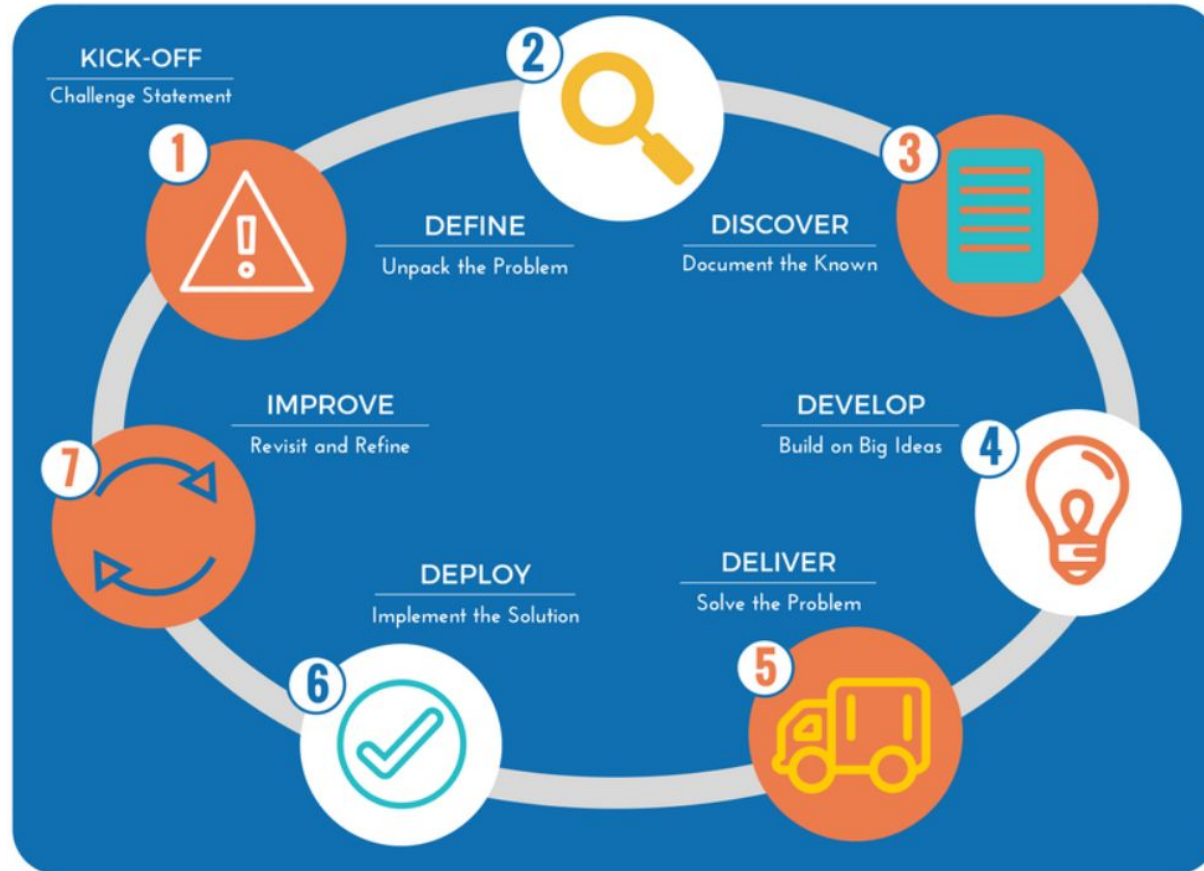 KICK-OFF
Challenge Statement
1
2
DEFINE
Unpack the Problem
3
DISCOVER
Document the Known
4
DEVELOP
Build on Big Ideas
5
DELIVER
Solve the Problem
6
DEPLOY
Implement the Solution
7
IMPROVE
Revisit and Refine